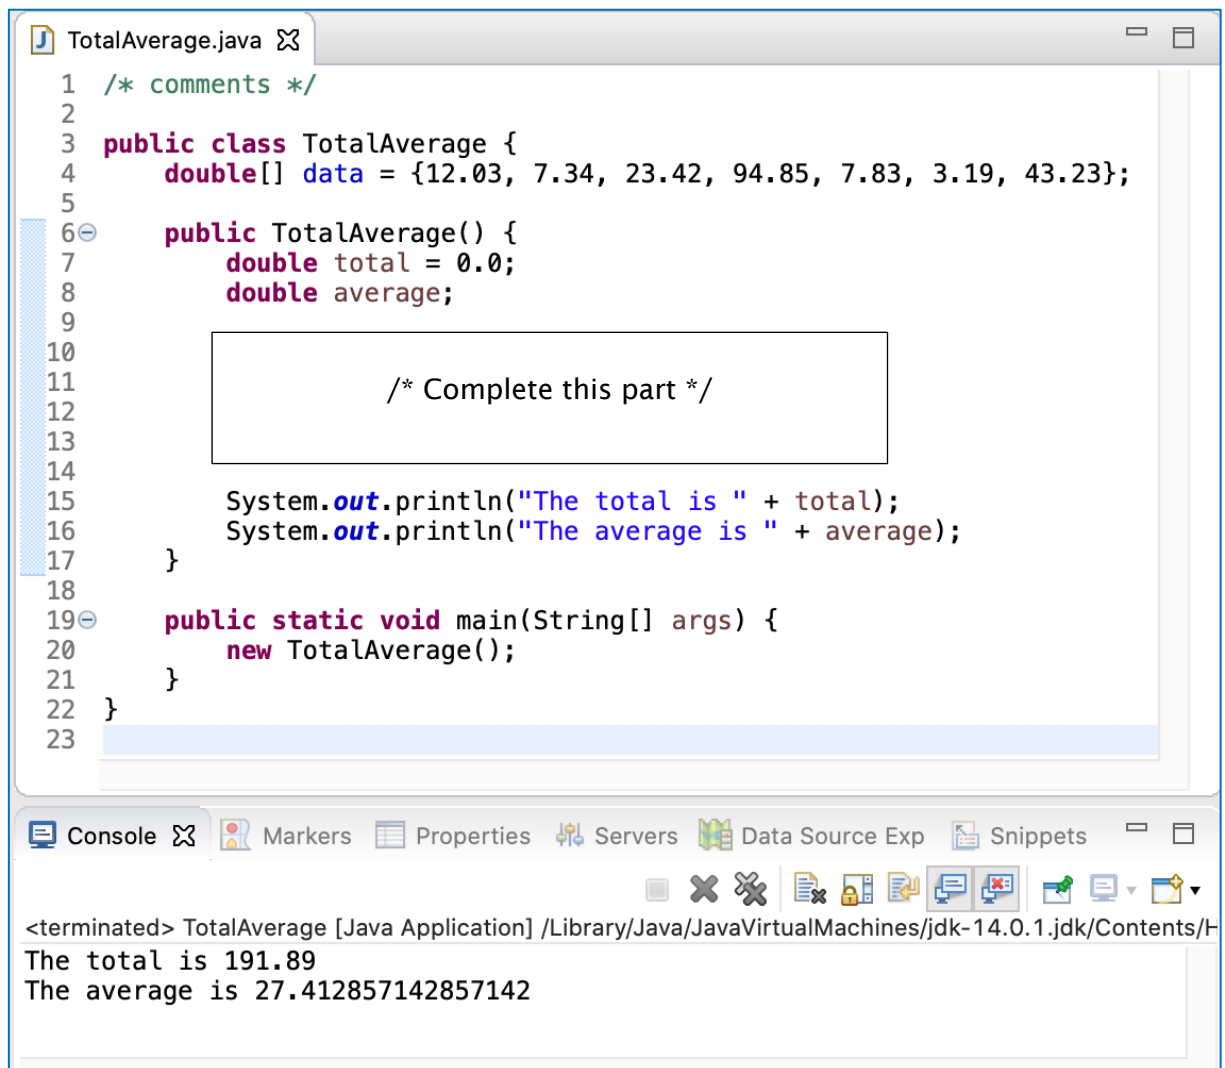 TotalAverage.java
1 /* comments */
2
3 public class TotalAverage {
4 double[] data = {12.03, 7.34, 23.42, 94.85, 7.83, 3.19, 43.23};
5
6 public TotalAverage() {
7 double total = 0.0;
8 double average;
9
10
11 /* Complete this part */
12
13
14
15 System.out.println("The total is " + total);
16 System.out.println("The average is " + average);
17 }
18
19 public static void main(String[] args) {
20 new TotalAverage();
21 }
22 }
23
Console Markers Properties Servers Data Source Exp Snippets
<terminated> TotalAverage [Java Application] /Library/Java/JavaVirtualMachines/jdk-14.0.1.jdk/Contents/H
The total is 191.89
The average is 27.412857142857142